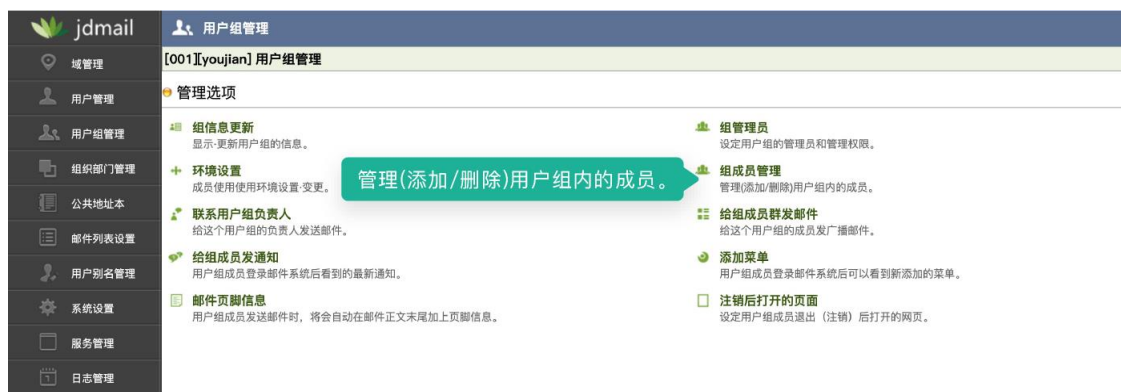 jdmail
用户组管理
域管理
用户管理
用户组管理
组织部门管理
公共地址本
邮件列表设置
用户别名管理
系统设置
服务管理
日志管理
[001][youjian] 用户组管理
管理选项
组信息更新
显示·更新用户组的信息。
环境设置
成员使用使用环境设置·变更。
联系用户组负责人
给这个用户组的负责人发送邮件。
给组成员发通知
用户组成员登录邮件系统后看到的最新通知。
邮件页脚信息
用户组成员发送邮件时，将会自动在邮件正文末尾加上页脚信息。
管理(添加/删除)用户组内的成员。
组管理员
设定用户组的管理员和管理权限。
组成员管理
管理(添加/删除)用户组内的成员。
给组成员群发邮件
给这个用户组的成员发广播邮件。
添加菜单
用户组成员登录邮件系统后可以看到新添加的菜单。
注销后打开的页面
设定用户组成员退出（注销）后打开的网页。